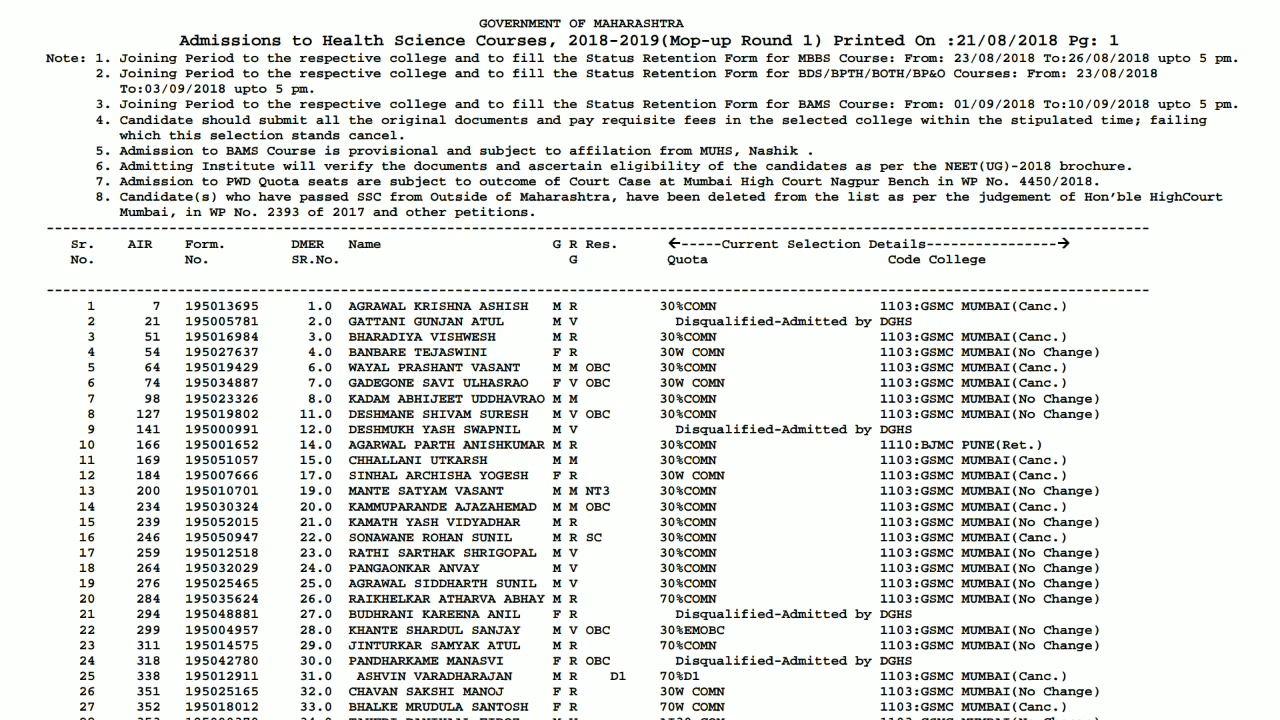 GOVERNMENT OF MAHARASHTRA
Admissions to Health Science Courses, 2018-2019(Mop-up Round 1) Printed On :21/08/2018 Pg: 1
Note: 1. Joining Period to the respective college and to fill the Status Retention Form for MBBS Course: From: 23/08/2018 To:26/08/2018 upto 5 pm.
2. Joining Period to the respective college and to fill the Status Retention Form for BDS/BPTH/BOTH/BP&O Courses: From: 23/08/2018
To:03/09/2018 upto 5 pm.
3. Joining Period to the respective college and to fill the Status Retention Form for BAMS Course: From: 01/09/2018 To:10/09/2018 upto 5 pm.
4. Candidate should submit all the original documents and pay requisite fees in the selected college within the stipulated time; failing
which this selection stands cancel.
5. Admission to BAMS Course is provisional and subject to affilation from MUHS, Nashik .
6. Admitting Institute will verify the documents and ascertain eligibility of the candidates as per the NEET(UG)-2018 brochure.
7. Admission to PWD Quota seats are subject to outcome of Court Case at Mumbai High Court Nagpur Bench in WP No. 4450/2018.
8. Candidate(s) who have passed SSC from Outside of Maharashtra, have been deleted from the list as per the judgement of Hon'ble HighCourt
Mumbai, in WP No. 2393 of 2017 and other petitions.
Sr. AIR Form. DMER Name G R Res. ←-----Current Selection Details----------------→
No. No. SR.No. G Quota Code College
1 7 195013695 1.0 AGRAWAL KRISHNA ASHISH M R 30%COMN 1103:GSMC MUMBAI(Canc.)
2 21 195005781 2.0 GATTANI GUNJAN ATUL M V Disqualified-Admitted by DGHS
3 51 195016984 3.0 BHARADIYA VISHWESH M R 30%COMN 1103:GSMC MUMBAI(Canc.)
4 54 195027637 4.0 BANBARE TEJASWINI F R 30W COMN 1103:GSMC MUMBAI(No Change)
5 64 195019429 6.0 WAYAL PRASHANT VASANT M M OBC 30%COMN 1103:GSMC MUMBAI(Canc.)
6 74 195034887 7.0 GADEGONE SAVI ULHASRAO F V OBC 30W COMN 1103:GSMC MUMBAI(Canc.)
7 98 195023326 8.0 KADAM ABHIJEET UDDHAVRAO M M 30%COMN 1103:GSMC MUMBAI(No Change)
8 127 195019802 11.0 DESHMANE SHIVAM SURESH M V OBC 30%COMN 1103:GSMC MUMBAI(No Change)
9 141 195000991 12.0 DESHMUKH YASH SWAPNIL M V Disqualified-Admitted by DGHS
10 166 195001652 14.0 AGARWAL PARTH ANISHKUMAR M R 30%COMN 1110:BJMC PUNE(Ret.)
11 169 195051057 15.0 CHHALLANI UTKARSH M M 30%COMN 1103:GSMC MUMBAI(Canc.)
12 184 195007666 17.0 SINHAL ARCHISHA YOGESH F R 30W COMN 1103:GSMC MUMBAI(Canc.)
13 200 195010701 19.0 MANTE SATYAM VASANT M M NT3 30%COMN 1103:GSMC MUMBAI(No Change)
14 234 195030324 20.0 KAMMUPARANDE AJAZAHEMAD M M OBC 30%COMN 1103:GSMC MUMBAI(Canc.)
15 239 195052015 21.0 KAMATH YASH VIDYADHAR M R 30%COMN 1103:GSMC MUMBAI(No Change)
16 246 195050947 22.0 SONAWANE ROHAN SUNIL M R SC 30%COMN 1103:GSMC MUMBAI(Canc.)
17 259 195012518 23.0 RATHI SARTHAK SHRIGOPAL M V 30%COMN 1103:GSMC MUMBAI(No Change)
18 264 195032029 24.0 PANGAONKAR ANVAY M V 30%COMN 1103:GSMC MUMBAI(No Change)
19 276 195025465 25.0 AGRAWAL SIDDHARTH SUNIL M V 30%COMN 1103:GSMC MUMBAI(No Change)
20 284 195035624 26.0 RAIKHELKAR ATHARVA ABHAY M R 70%COMN 1103:GSMC MUMBAI(No Change)
21 294 195048881 27.0 BUDHRANI KAREENA ANIL F R Disqualified-Admitted by DGHS
22 299 195004957 28.0 KHANTE SHARDUL SANJAY M V OBC 30%EMOBC 1103:GSMC MUMBAI(No Change)
23 311 195014575 29.0 JINTURKAR SAMYAK ATUL M R 70%COMN 1103:GSMC MUMBAI(No Change)
24 318 195042780 30.0 PANDHARKAME MANASVI F R OBC Disqualified-Admitted by DGHS
25 338 195012911 31.0 ASHVIN VARADHARAJAN M R D1 70%D1 1103:GSMC MUMBAI(Canc.)
26 351 195025165 32.0 CHAVAN SAKSHI MANOJ F R 30W COMN 1103:GSMC MUMBAI(No Change)
27 352 195018012 33.0 BHALKE MRUDULA SANTOSH F R 70W COMN 1103:GSMC MUMBAI(Canc.)